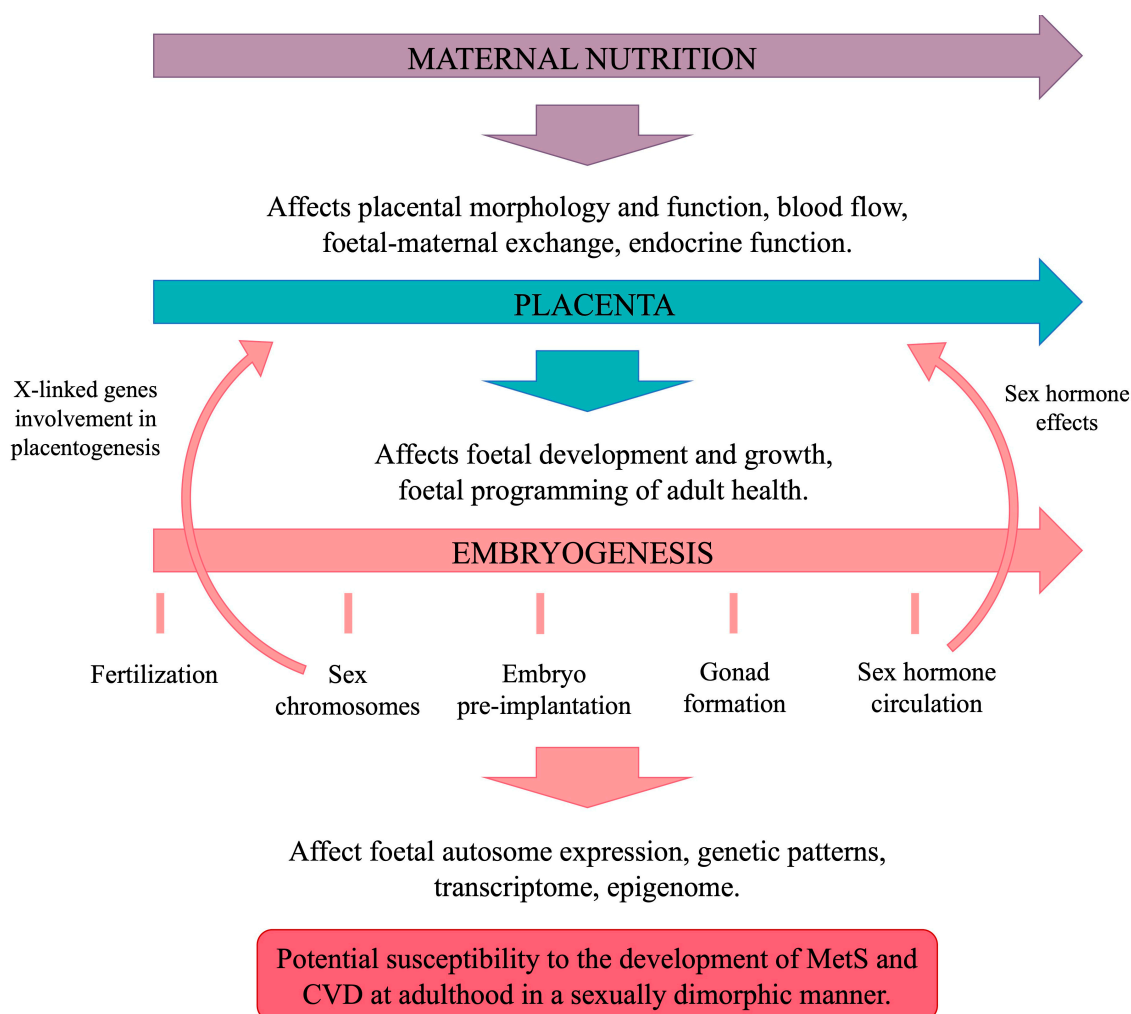 MATERNAL NUTRITION
Affects placental morphology and function, blood flow,
foetal-maternal exchange, endocrine function.
PLACENTA
X-linked genes
involvement in
placentogenesis
Sex hormone
effects
Affects foetal development and growth,
foetal programming of adult health.
EMBRYOGENESIS
Fertilization
Sex
chromosomes
Embryo
pre-implantation
Gonad
formation
Sex hormone
circulation
Affect foetal autosome expression, genetic patterns,
transcriptome, epigenome.
Potential susceptibility to the development of MetS and
CVD at adulthood in a sexually dimorphic manner.